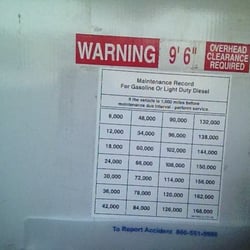 WARNING 9' 6" OVERHEAD
CLEARANCE
REQUIRED
Maintenance Record
For Gasoline Or Light Duty Diesel
If the vehicle is 1,000 miles before
maintenance due interval - perform service.
6,000 48,000 90,000 132,000
12,000 54,000 96,000 138,000
18,000 60,000 102,000 144,000
24,000 66,000 108,000 150,000
30,000 72,000 114,000 156,000
36,000 78,000 120,000 162,000
42,000 84,000 126,000 168,000
To Report Accident